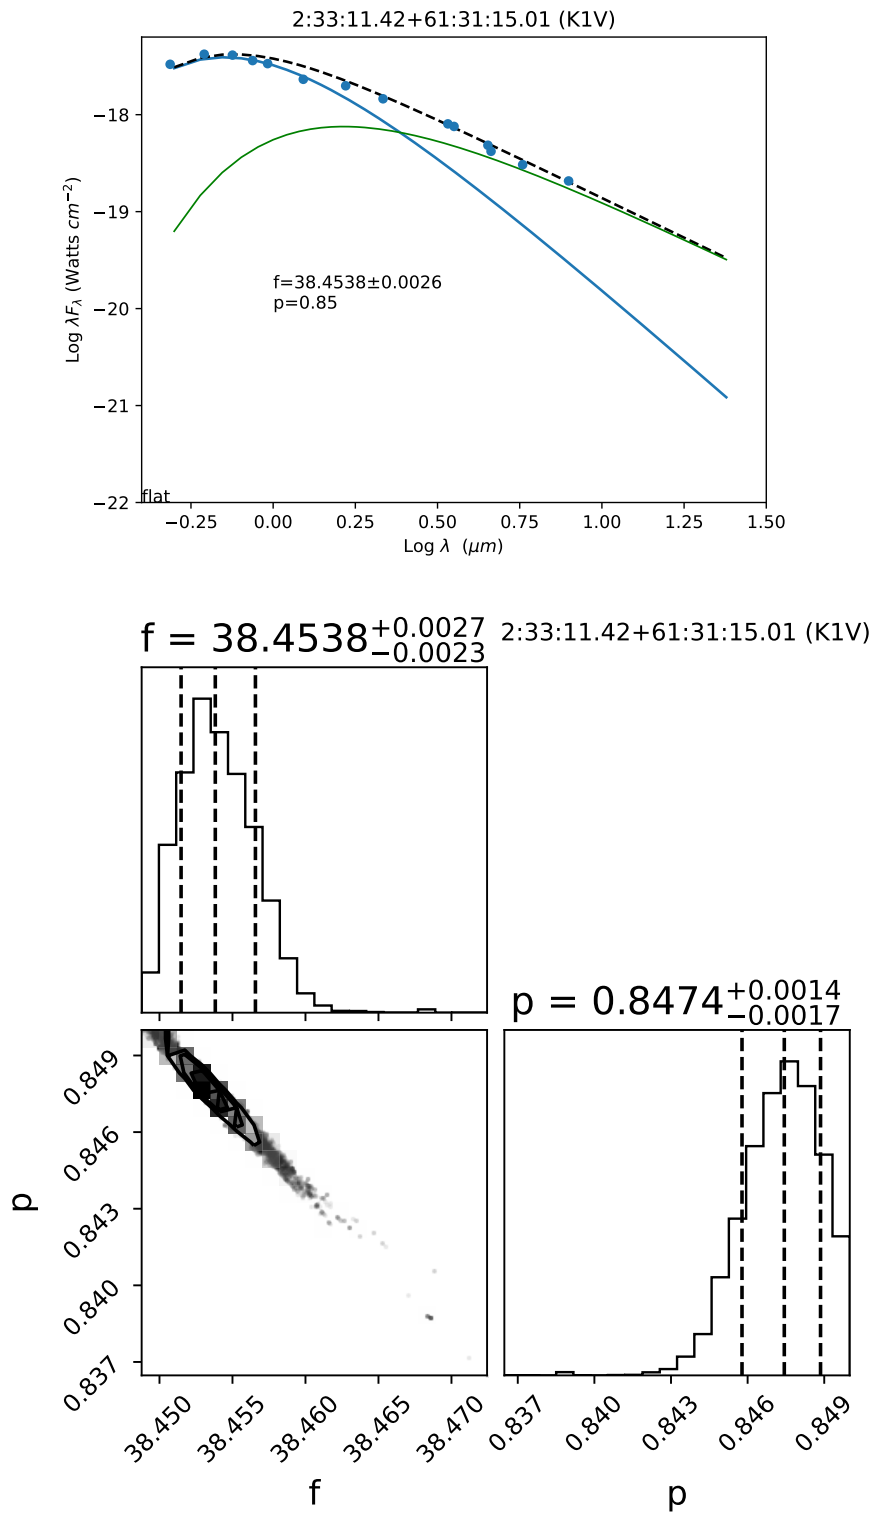 2:33:11.42+61:31:15.01 (K1V)
Log λF_λ (Watts cm⁻²)
−18
−19
−20
−21
−22
f=38.4538±0.0026
p=0.85
flat
−0.25 0.00 0.25 0.50 0.75 1.00 1.25 1.50
Log λ (μm)
f = 38.4538 +0.0027 −0.0023
2:33:11.42+61:31:15.01 (K1V)
p = 0.8474 +0.0014 −0.0017
p
0.849
0.846
0.843
0.840
0.837
38.450 38.455 38.460 38.465 38.470
f
0.837 0.840 0.843 0.846 0.849
p